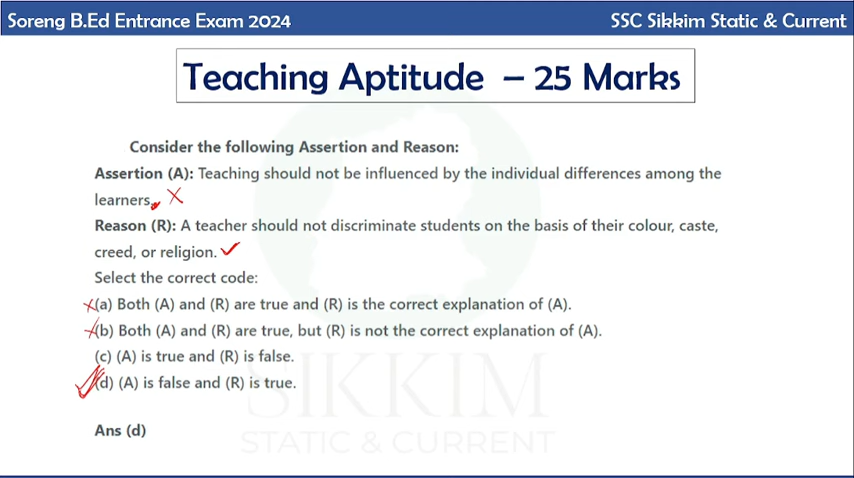 Soreng B.Ed Entrance Exam 2024
SSC Sikkim Static & Current
Teaching Aptitude – 25 Marks
Consider the following Assertion and Reason:
Assertion (A): Teaching should not be influenced by the individual differences among the
learners.
Reason (R): A teacher should not discriminate students on the basis of their colour, caste,
creed, or religion.
Select the correct code:
(a) Both (A) and (R) are true and (R) is the correct explanation of (A).
(b) Both (A) and (R) are true, but (R) is not the correct explanation of (A).
(c) (A) is true and (R) is false.
(d) (A) is false and (R) is true.
SIKKIM
Ans (d)
STATIC & CURRENT